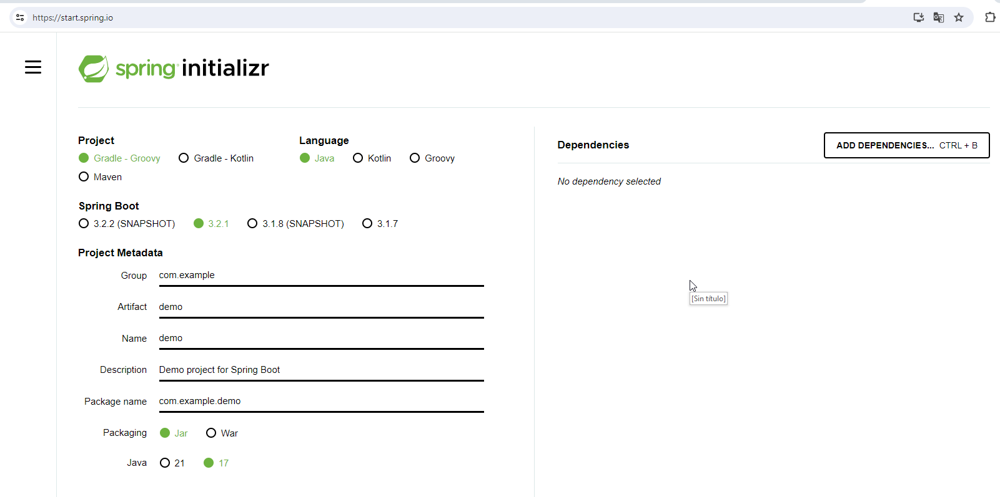 https://start.spring.io
spring initializr
Project
Gradle - Groovy Gradle - Kotlin
Maven
Language
Java Kotlin Groovy
Spring Boot
3.2.2 (SNAPSHOT) 3.2.1 3.1.8 (SNAPSHOT) 3.1.7
Project Metadata
Group com.example
Artifact demo
Name demo
Description Demo project for Spring Boot
Package name com.example.demo
Packaging Jar War
Java 21 17
Dependencies
ADD DEPENDENCIES... CTRL + B
No dependency selected
[Sin título]